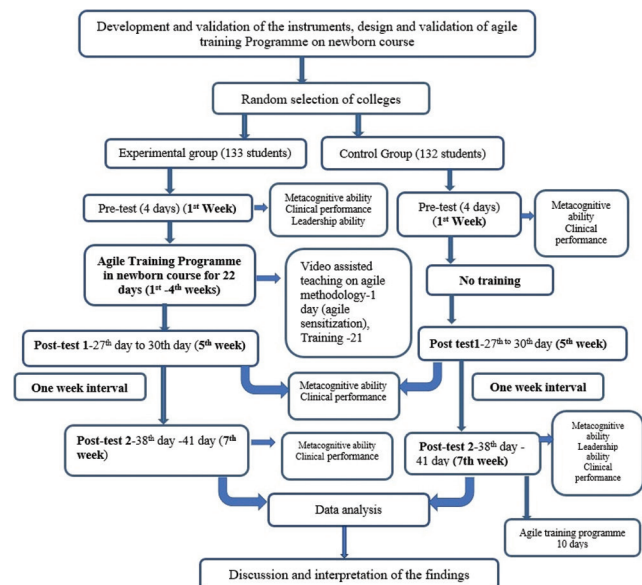 Development and validation of the instruments, design and validation of agile
training Programme on newborn course
Random selection of colleges
Experimental group (133 students)
Control Group (132 students)
Pre-test (4 days) (1st Week)
Metacognitive ability
Clinical performance
Leadership ability
Pre-test (4 days)
(1st Week)
Metacognitive
ability
Clinical
performance
Agile Training Programme
in newborn course for 22
days (1st -4th weeks)
Video assisted
teaching on agile
methodology-1
day (agile
sensitization),
Training -21
No training
Post-test 1-27th day to 30th day (5th week)
Post test1-27th to 30th day (5th week)
One week interval
Metacognitive ability
Clinical performance
One week interval
Post-test 2-38th day -41 day (7th
week)
Metacognitive ability
Clinical performance
Post-test 2-38th day -
41 day (7th week)
Metacognitive
ability
Leadership
ability
Clinical
performance
Data analysis
Agile training programme
10 days
Discussion and interpretation of the findings